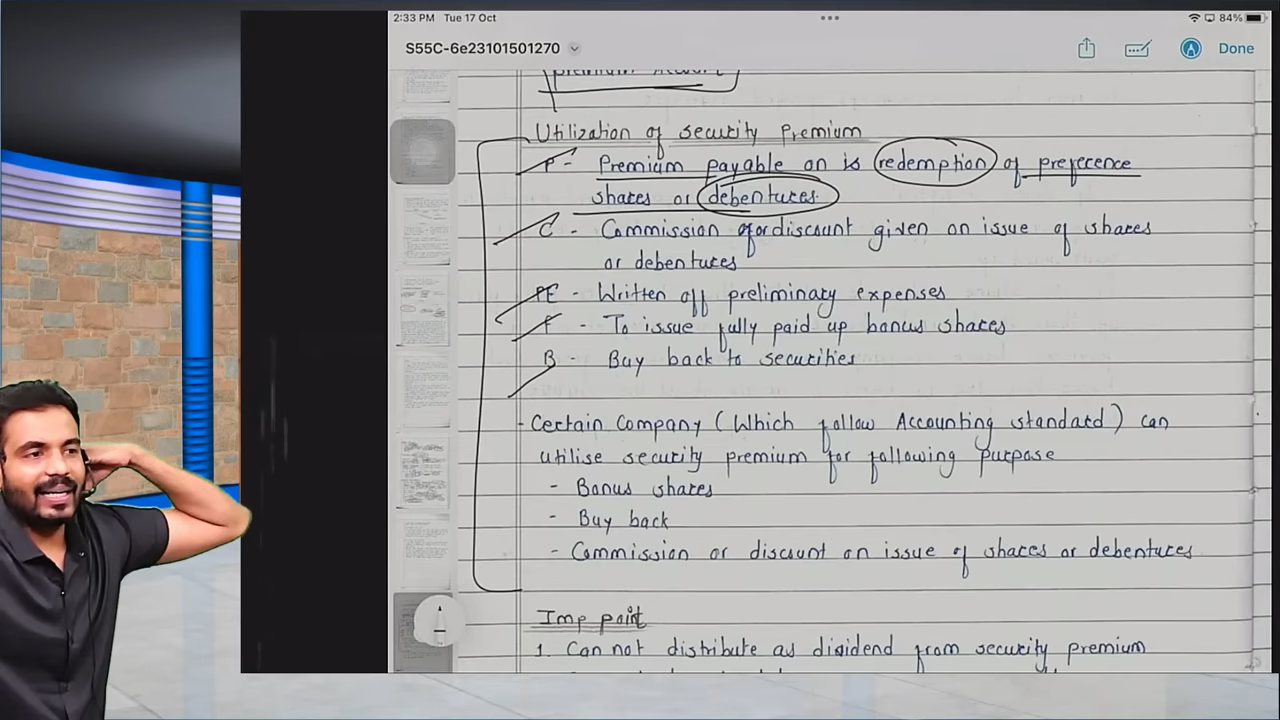 2:33 PM Tue 17 Oct
84%
S55C-6e23101501270
Done
premium Account
Utilization of security Premium
P - Premium payable on is redemption of preference
shares or debentures.
C - Commission or discount given on issue of shares
or debentures
PE - Written off preliminary expenses
F - To issue fully paid up bonus shares
B - Buy back to securities
- Certain Company (Which follow Accounting standard) can
utilise security premium for following purpose
- Bonus shares
- Buy back
- Commission or discount on issue of shares or debentures
Imp point
1. Can not distribute as dividend from security premium